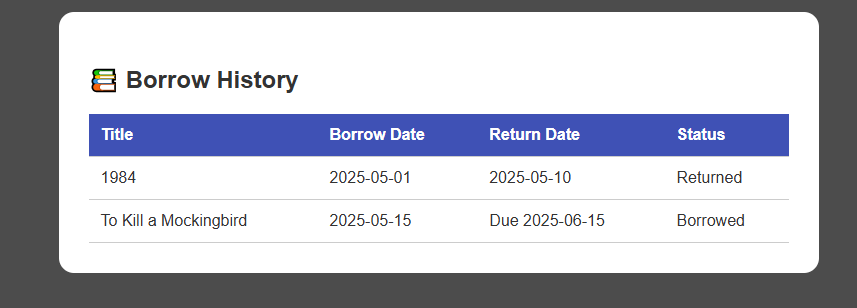 Borrow History
Title Borrow Date Return Date Status
1984 2025-05-01 2025-05-10 Returned
To Kill a Mockingbird 2025-05-15 Due 2025-06-15 Borrowed